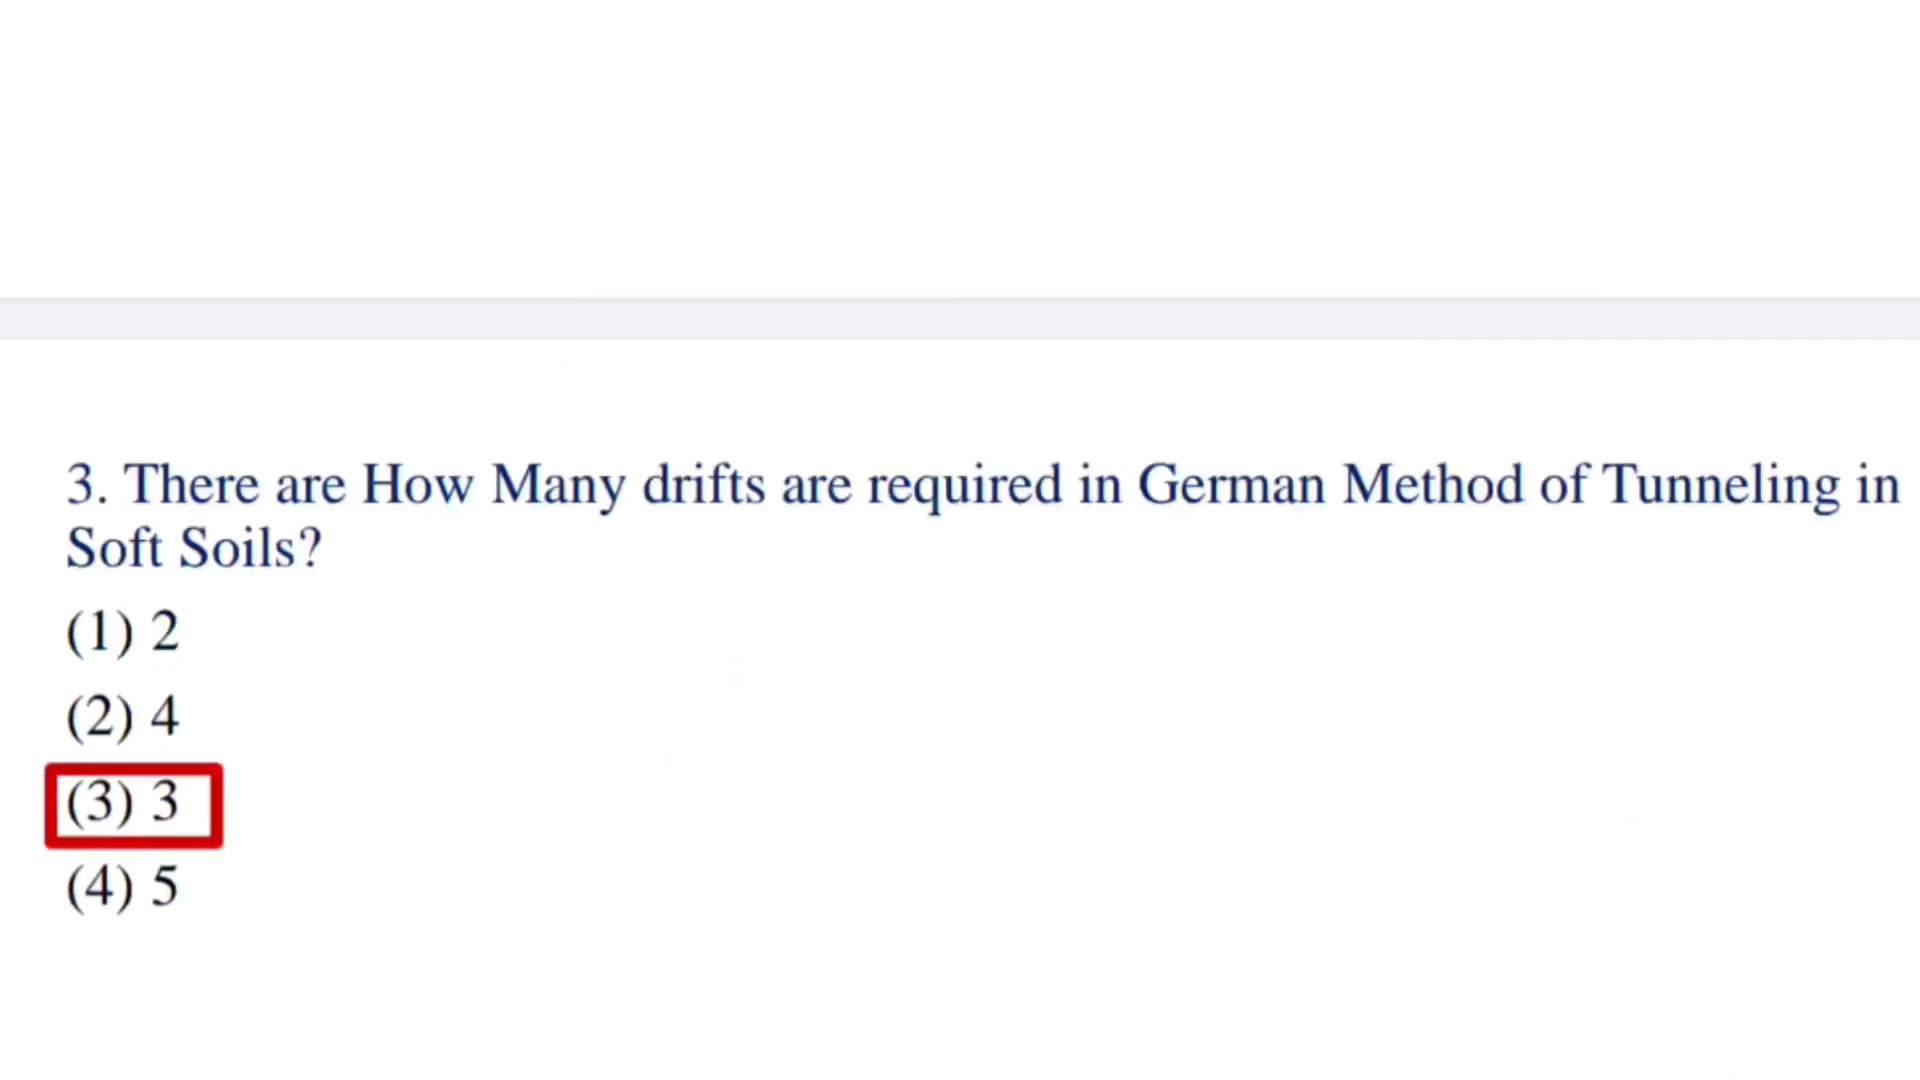 3. There are How Many drifts are required in German Method of Tunneling in
Soft Soils?
(1) 2
(2) 4
(3) 3
(4) 5